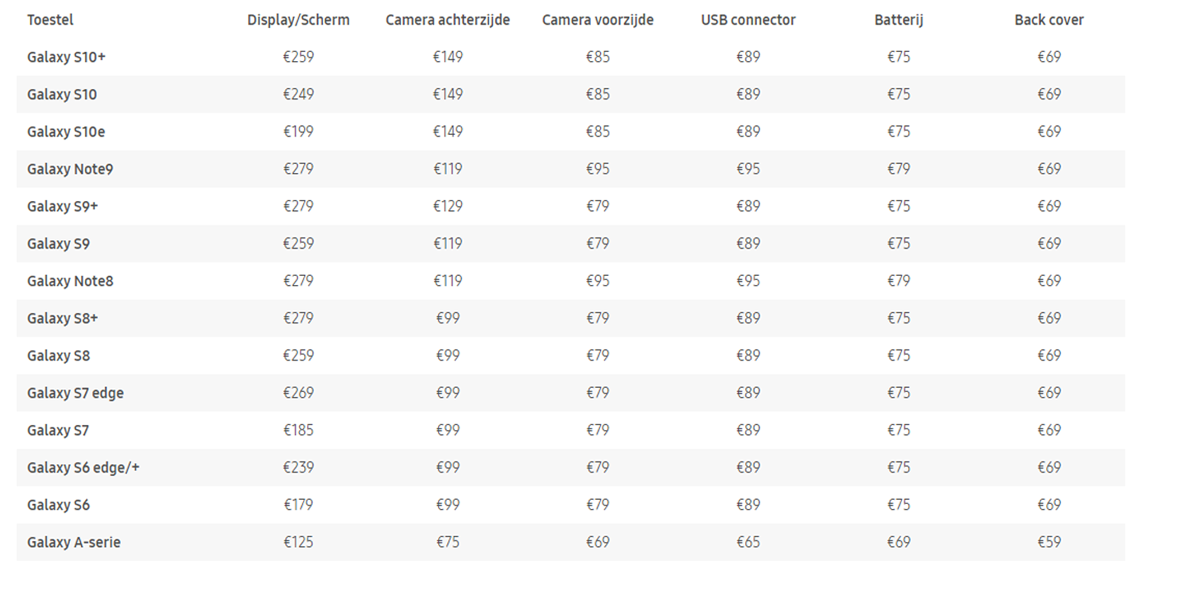 Toestel Display/Scherm Camera achterzijde Camera voorzijde USB connector Batterij Back cover
Galaxy S10+ €259 €149 €85 €89 €75 €69
Galaxy S10 €249 €149 €85 €89 €75 €69
Galaxy S10e €199 €149 €85 €89 €75 €69
Galaxy Note9 €279 €119 €95 €95 €79 €69
Galaxy S9+ €279 €129 €79 €89 €75 €69
Galaxy S9 €259 €119 €79 €89 €75 €69
Galaxy Note8 €279 €119 €95 €95 €79 €69
Galaxy S8+ €279 €99 €79 €89 €75 €69
Galaxy S8 €259 €99 €79 €89 €75 €69
Galaxy S7 edge €269 €99 €79 €89 €75 €69
Galaxy S7 €185 €99 €79 €89 €75 €69
Galaxy S6 edge/+ €239 €99 €79 €89 €75 €69
Galaxy S6 €179 €99 €79 €89 €75 €69
Galaxy A-serie €125 €75 €69 €65 €69 €59